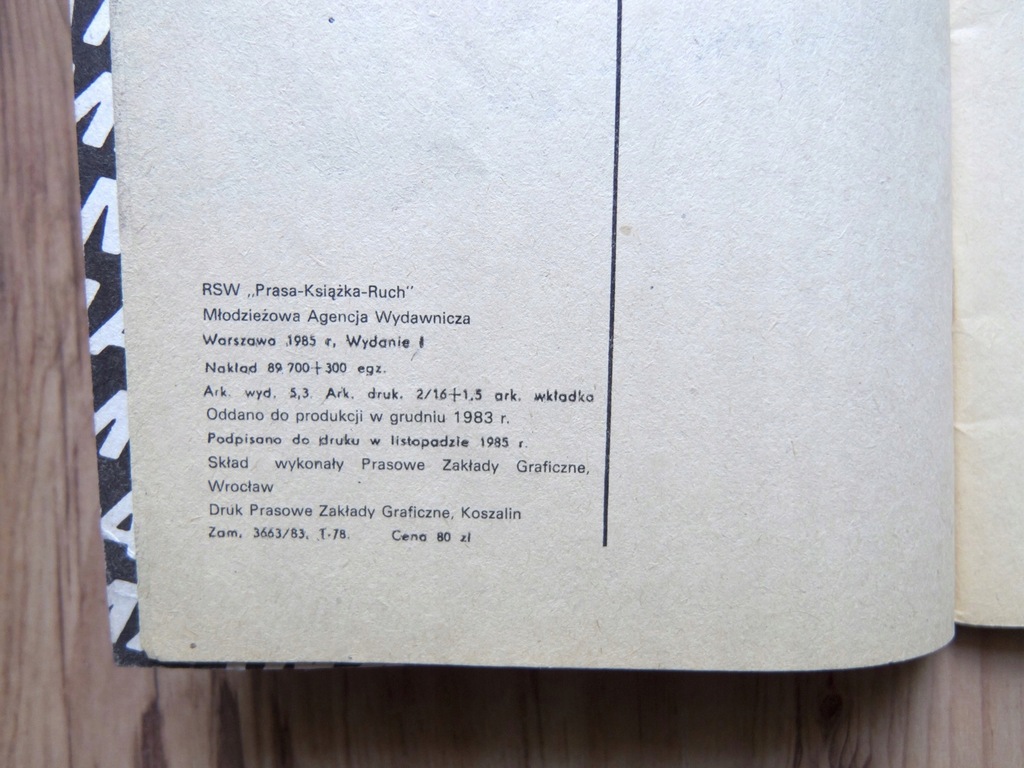 RSW „Prasa-Książka-Ruch”
Młodzieżowa Agencja Wydawnicza
Warszawa 1985 r, Wydanie I
Nakład 89 700+300 egz.
Ark. wyd. 5,3. Ark. druk. 2/16+1,5 ark. wkładka
Oddano do produkcji w grudniu 1983 r.
Podpisano do druku w listopadzie 1985 r.
Skład wykonały Prasowe Zakłady Graficzne,
Wrocław
Druk Prasowe Zakłady Graficzne, Koszalin
Zam. 3663/83. T-78. Cena 80 zł